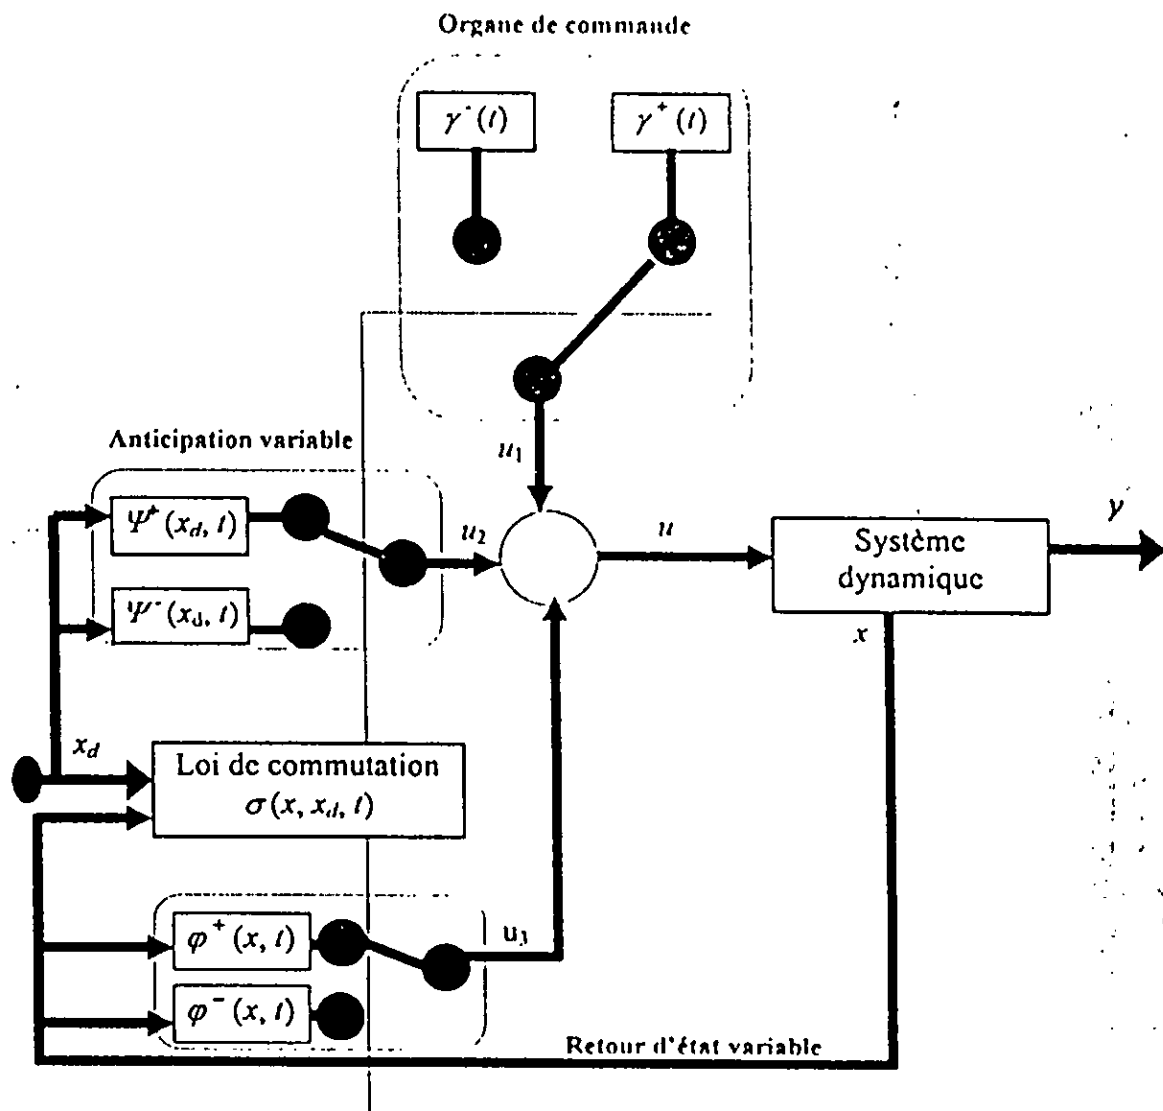 Organe de commande
γ⁻(t)
γ⁺(t)
Anticipation variable
u₁
Ψ⁺(x_d, t)
u₂
u
Système
dynamique
y
Ψ⁻(x_d, t)
x
x_d
Loi de commutation
σ(x, x_d, t)
φ⁺(x, t)
u₃
φ⁻(x, t)
Retour d'état variable